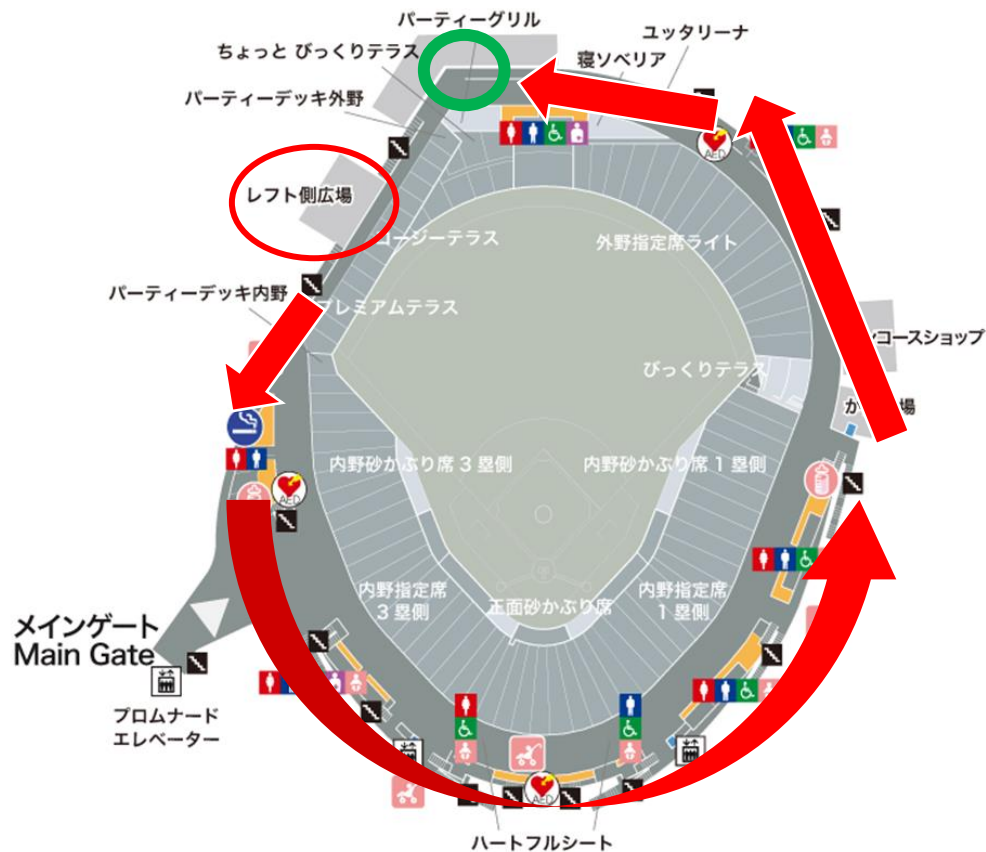 パーティーグリル
ちょっと びっくりテラス
ユッタリーナ
寝ソベリア
パーティーデッキ外野
AED
レフト側広場
コージーテラス
外野指定席ライト
パーティーデッキ内野
プレミアムテラス
コースショップ
びっくりテラス
か
場
内野砂かぶり席 3 塁側
内野砂かぶり席 1 塁側
AED
内野指定席
3 塁側
正面砂かぶり席
内野指定席
1 塁側
メインゲート
Main Gate
プロムナード
エレベーター
AED
ハートフルシート